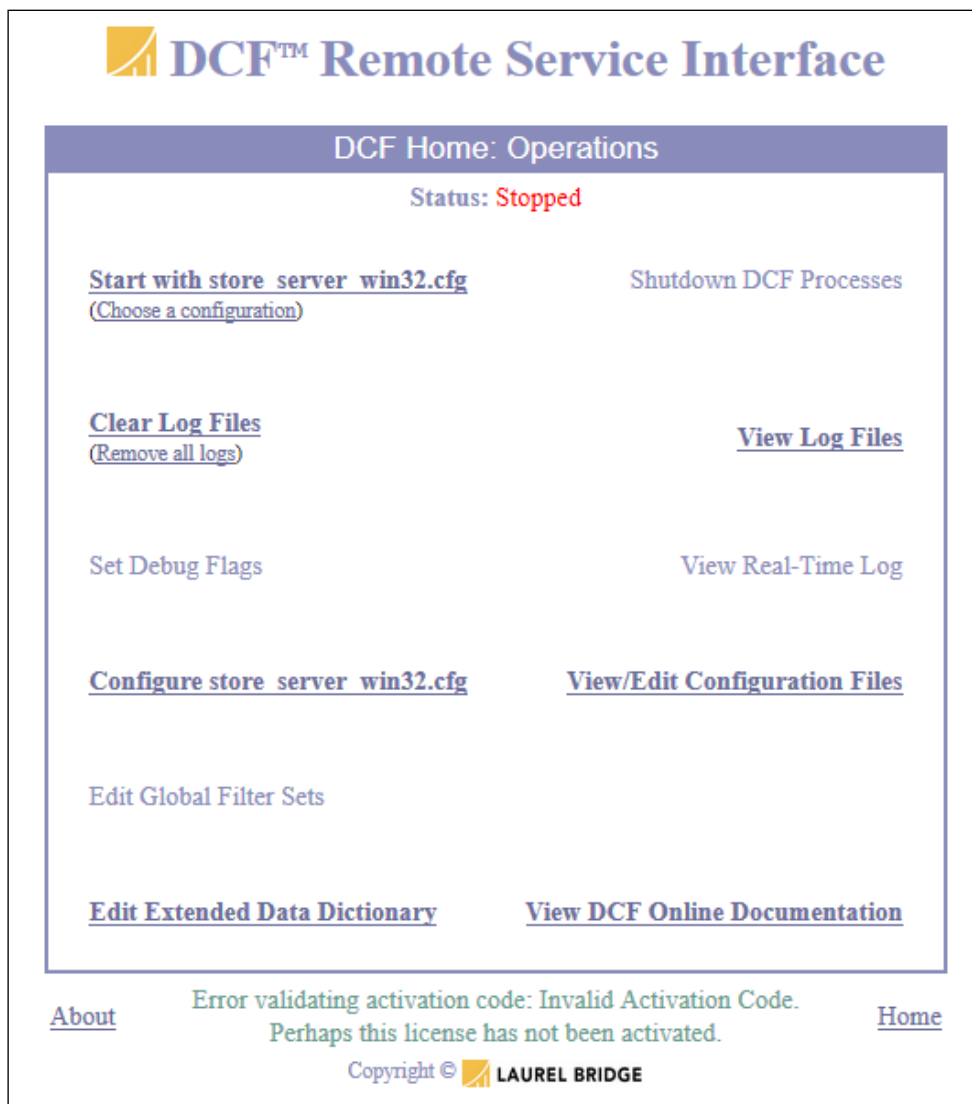 DCF™ Remote Service Interface
DCF Home: Operations
Status: Stopped
Start with store_server_win32.cfg
Shutdown DCF Processes
(Choose a configuration)
Clear Log Files
(Remove all logs)
View Log Files
Set Debug Flags
View Real-Time Log
Configure store_server_win32.cfg
View/Edit Configuration Files
Edit Global Filter Sets
Edit Extended Data Dictionary
View DCF Online Documentation
About
Error validating activation code: Invalid Activation Code.
Perhaps this license has not been activated.
Home
Copyright © LAUREL BRIDGE